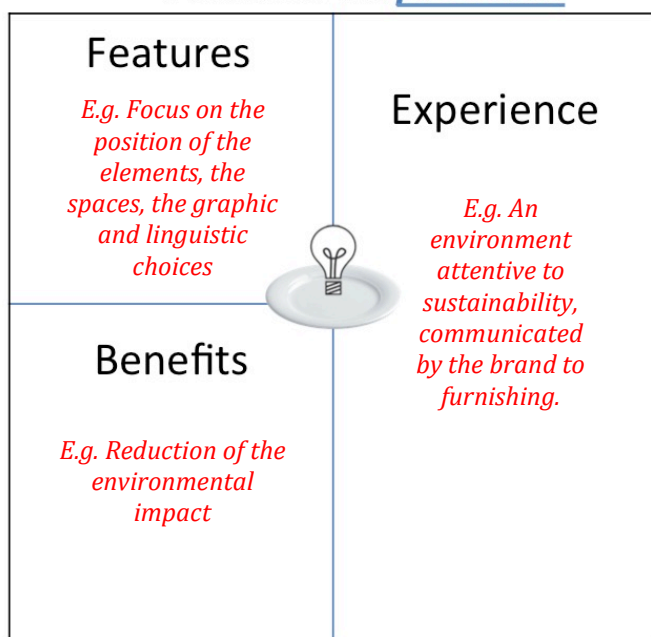 Features
E.g. Focus on the
position of the
elements, the
spaces, the graphic
and linguistic
choices
Benefits
E.g. Reduction of the
environmental
impact
Experience
E.g. An
environment
attentive to
sustainability,
communicated
by the brand to
furnishing.